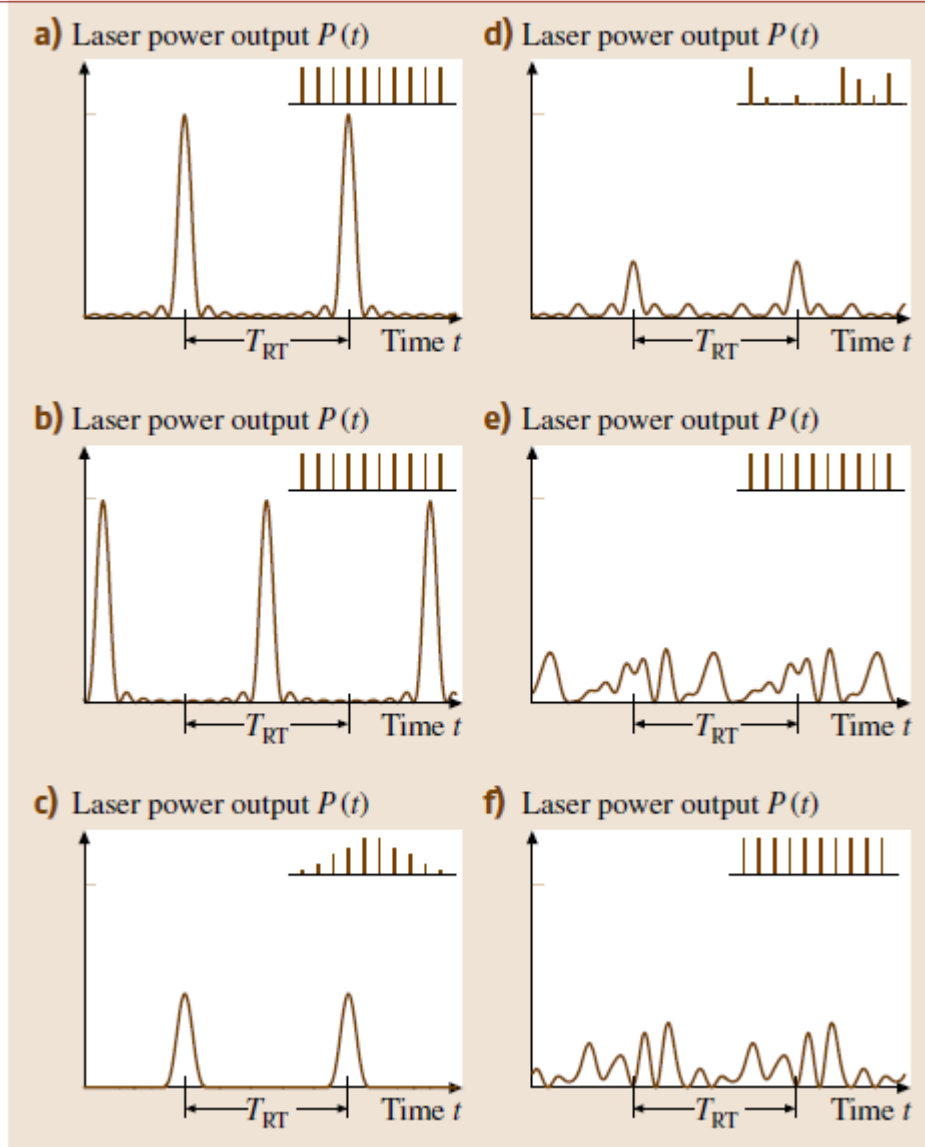 a) Laser power output P(t)
T_RT
Time t
d) Laser power output P(t)
T_RT
Time t
b) Laser power output P(t)
T_RT
Time t
e) Laser power output P(t)
T_RT
Time t
c) Laser power output P(t)
T_RT
Time t
f) Laser power output P(t)
T_RT
Time t